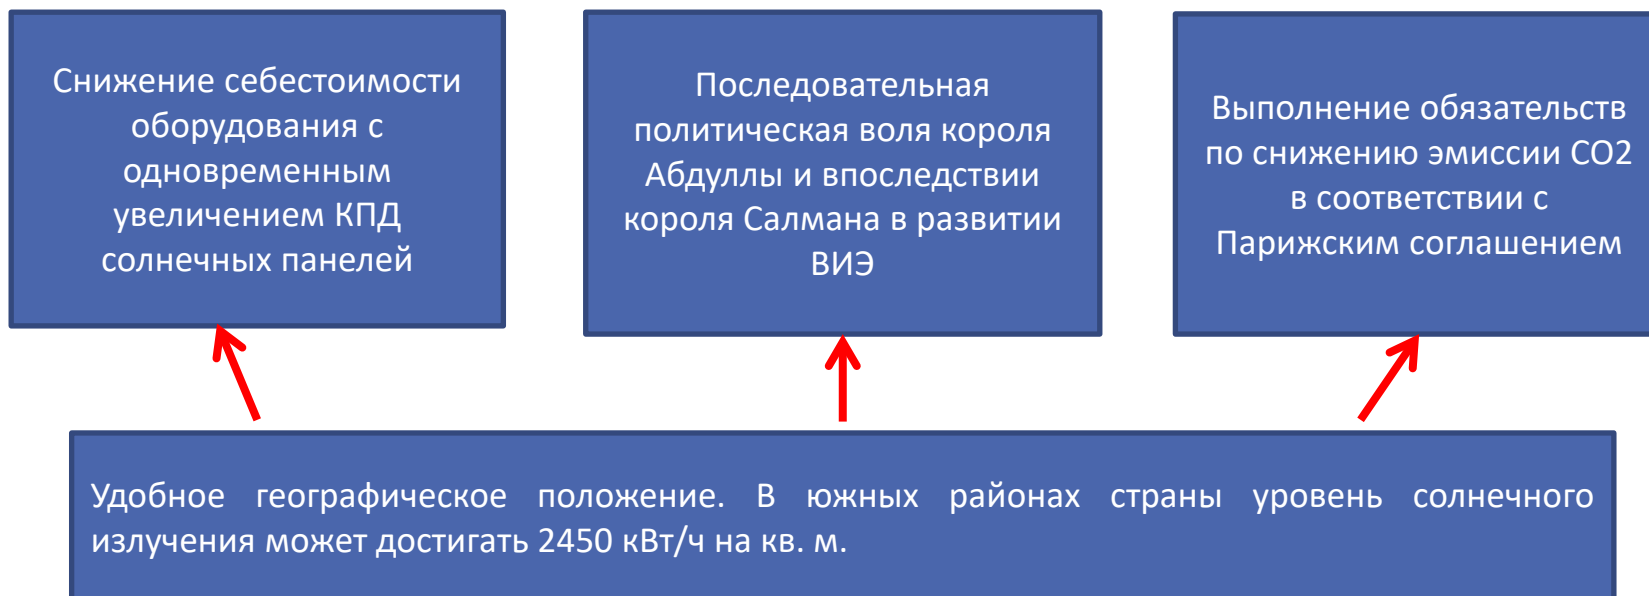 Снижение себестоимости
оборудования с
одновременным
увеличением КПД
солнечных панелей
Последовательная
политическая воля короля
Абдуллы и впоследствии
короля Салмана в развитии
ВИЭ
Выполнение обязательств
по снижению эмиссии СО2
в соответствии с
Парижским соглашением
Удобное географическое положение. В южных районах страны уровень солнечного
излучения может достигать 2450 кВт/ч на кв. м.